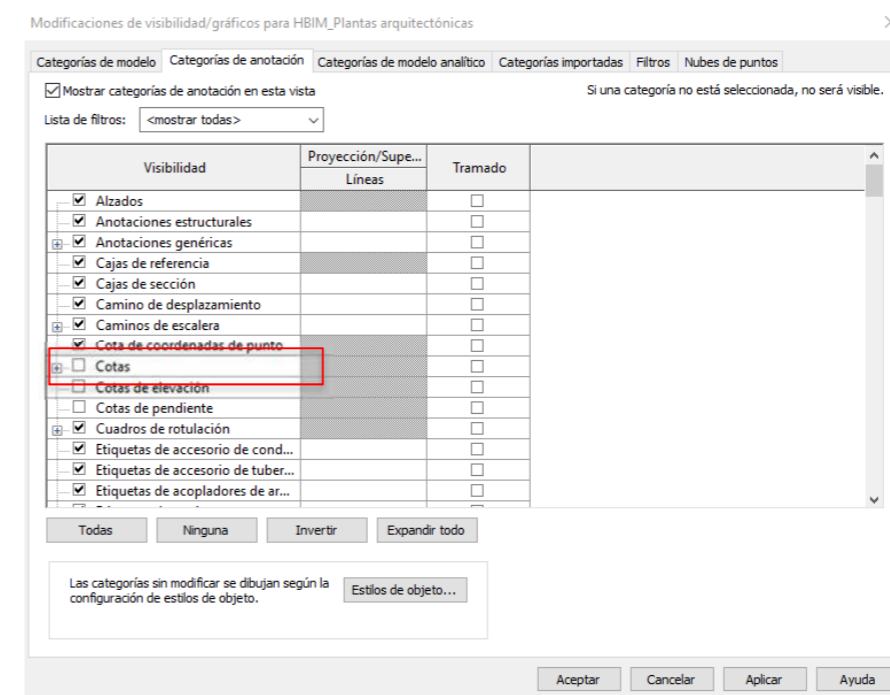 Modificaciones de visibilidad/gráficos para HBIM_Plantas arquitectónicas
Categorías de modelo Categorías de anotación Categorías de modelo analítico Categorías importadas Filtros Nubes de puntos
Mostrar categorías de anotación en esta vista Si una categoría no está seleccionada, no será visible.
Lista de filtros: <mostrar todas>
Visibilidad Proyección/Supe... Tramado
Líneas
Alzados
Anotaciones estructurales
Anotaciones genéricas
Cajas de referencia
Cajas de sección
Camino de desplazamiento
Caminos de escalera
Cota de coordenadas de punto
Cotas
Cotas de elevación
Cotas de pendiente
Cuadros de rotulación
Etiquetas de accesorio de cond...
Etiquetas de accesorio de tuber...
Etiquetas de acopladores de ar...
Todas Ninguna Invertir Expandir todo
Las categorías sin modificar se dibujan según la
configuración de estilos de objeto.
Estilos de objeto...
Aceptar Cancelar Aplicar Ayuda